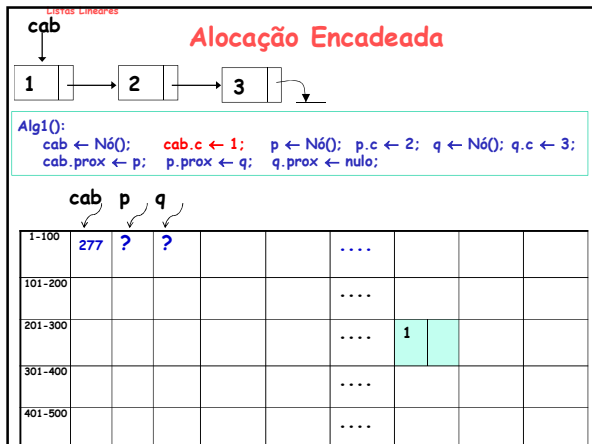 Listas Lineares
cab
Alocação Encadeada
1 2 3
Alg1():
cab ← Nó(); cab.c ← 1; p ← Nó(); p.c ← 2; q ← Nó(); q.c ← 3;
cab.prox ← p; p.prox ← q; q.prox ← nulo;
cab p q
1-100 277 ? ? ....
101-200 ....
201-300 .... 1
301-400 ....
401-500 ....